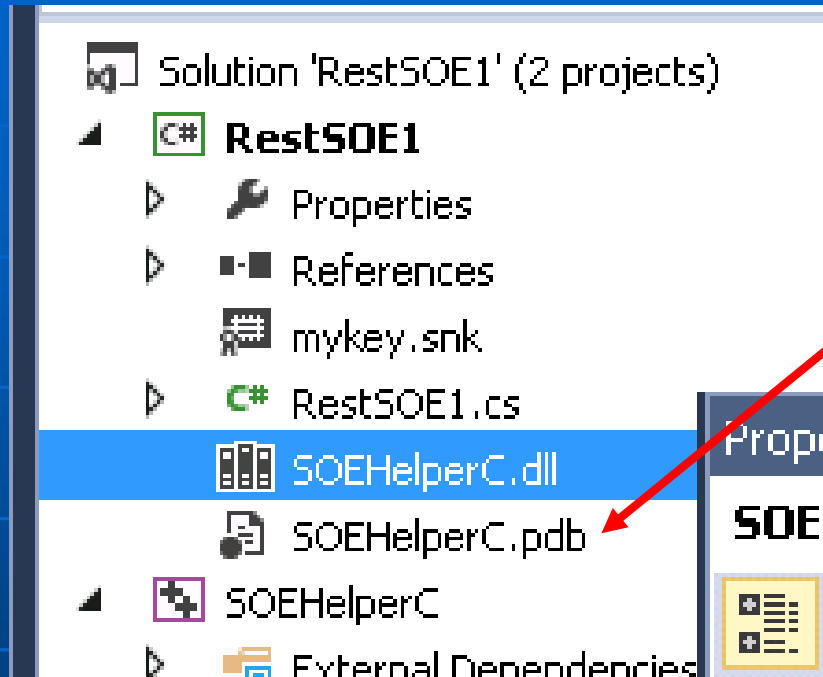 Solution 'RestSOE1' (2 projects)
C# RestSOE1
Properties
References
mykey.snk
C# RestSOE1.cs
SOEHelperC.dll
SOEHelperC.pdb
Prope
SOE
SOEHelperC
External Dependencies